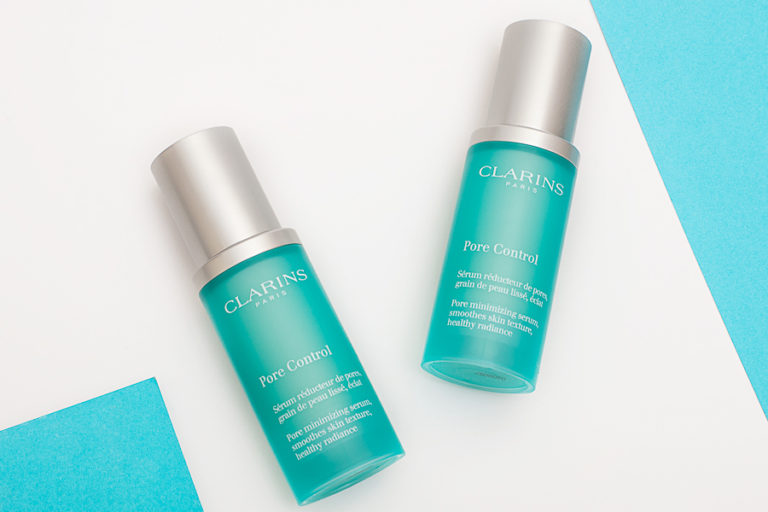 CLARINS
PARIS
Pore Control
Sérum réducteur de pores,
grain de peau lissé, éclat
Pore minimizing serum,
smoothes skin texture,
healthy radiance
CLARINS
PARIS
Pore Control
Sérum réducteur de pores,
grain de peau lissé, éclat
Pore minimizing serum,
smoothes skin texture,
healthy radiance